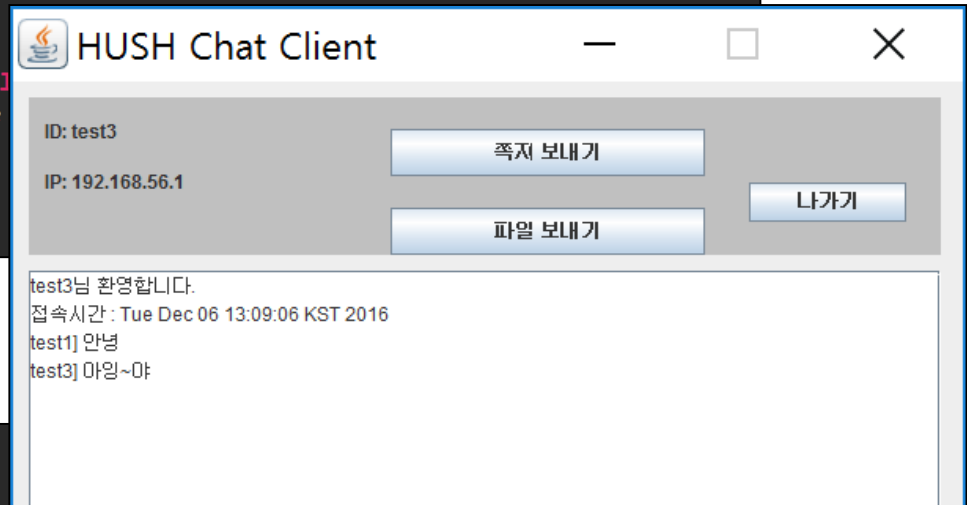 HUSH Chat Client
ID: test3
IP: 192.168.56.1
쪽지 보내기
파일 보내기
나가기
test3님 환영합니다.
접속시간 : Tue Dec 06 13:09:06 KST 2016
test1] 안녕
test3] 아잉~야